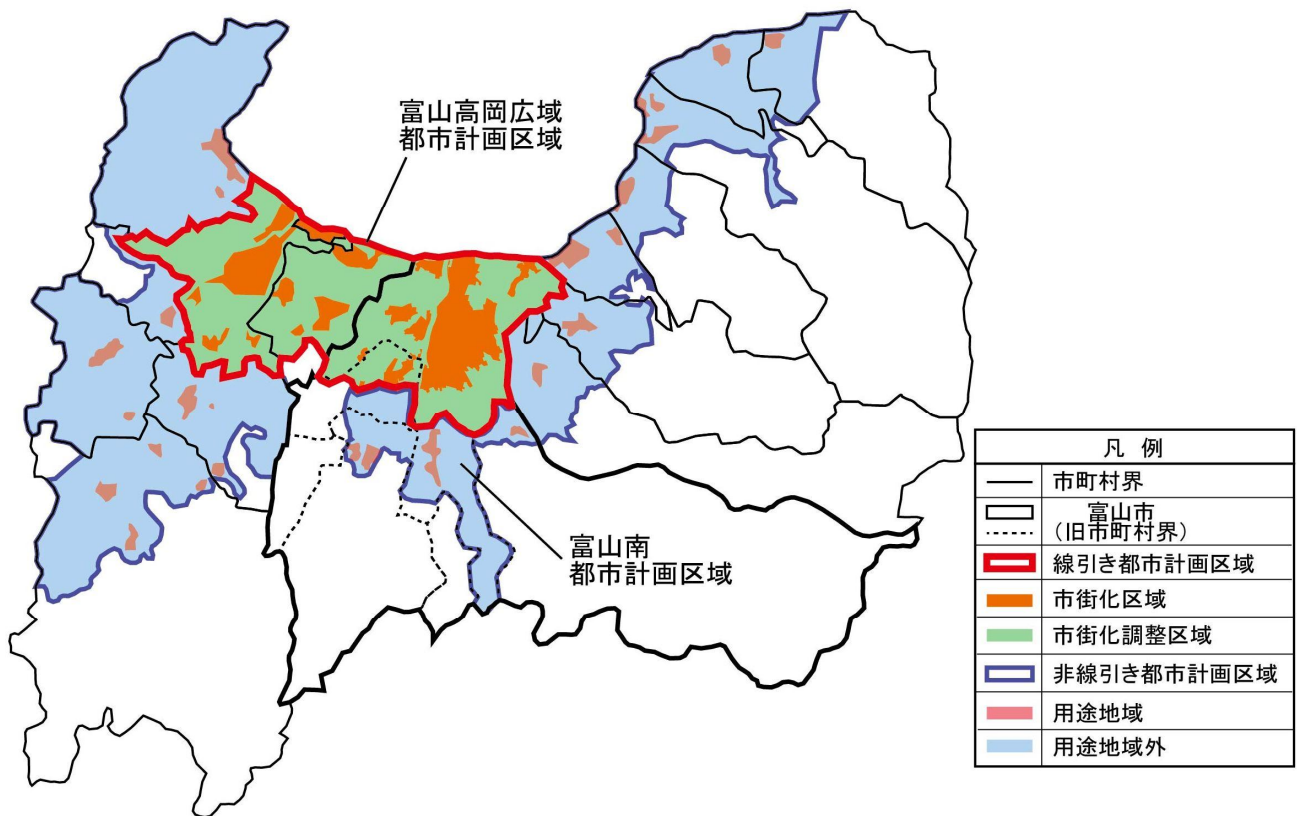 富山高岡広域
都市計画区域
富山南
都市計画区域
凡 例
市町村界
富山市
(旧市町村界)
線引き都市計画区域
市街化区域
市街化調整区域
非線引き都市計画区域
用途地域
用途地域外